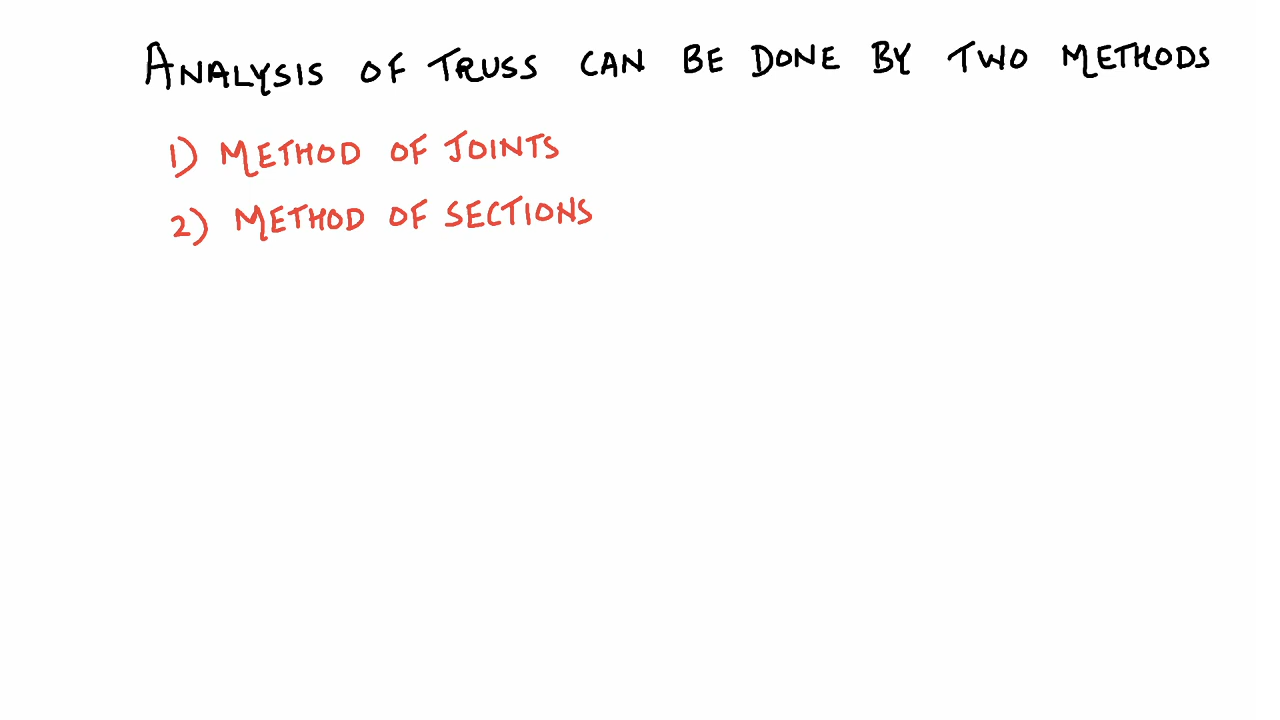 ANALYSIS OF TRUSS CAN BE DONE BY TWO METHODS
1) METHOD OF JOINTS
2) METHOD OF SECTIONS